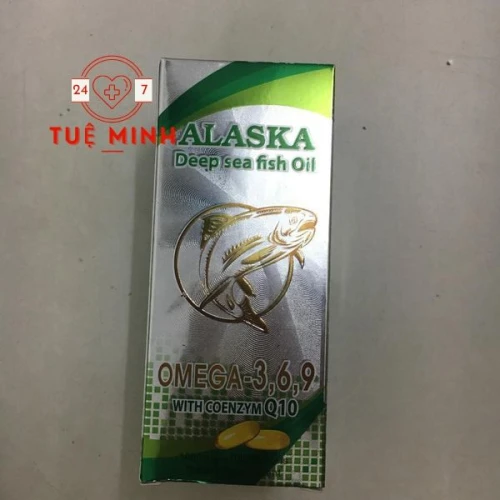 24 7
TUỆ MINH
ALASKA
Deep sea fish Oil
OMEGA-3,6,9
WITH COENZYM Q10